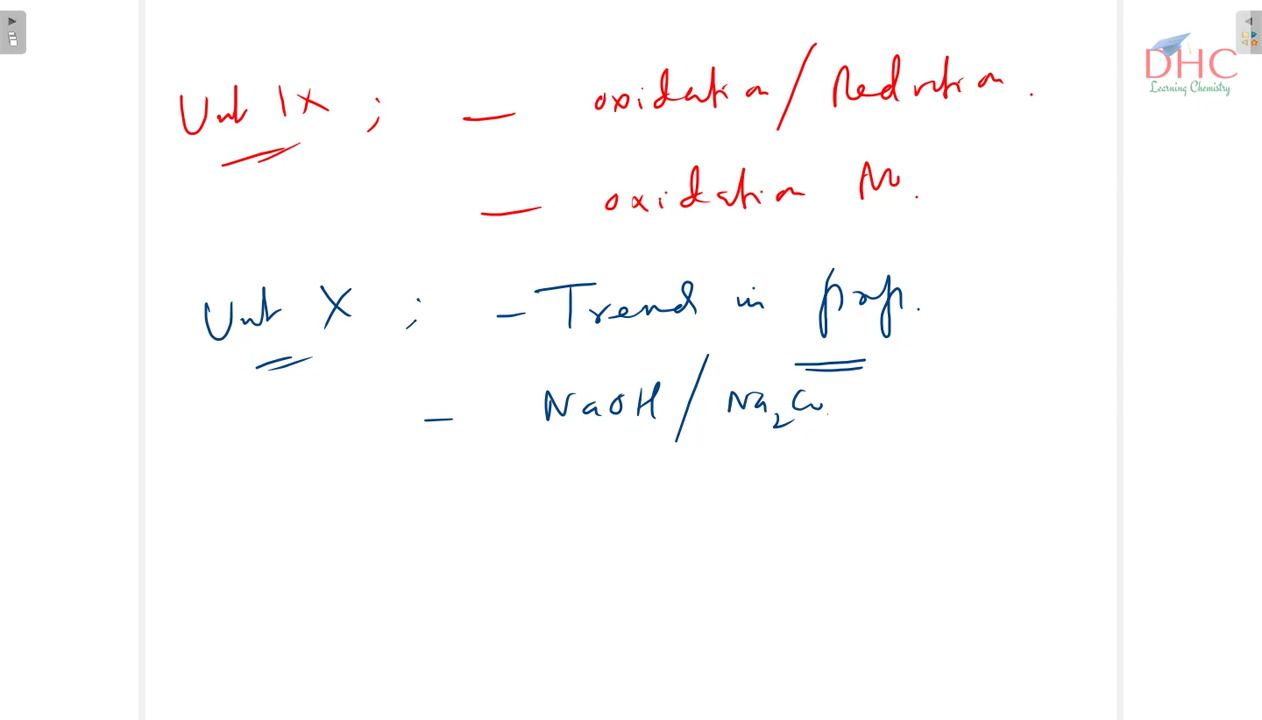 Unit IX ; — oxidation / Reduction .
— oxidation No.
Unit X ; - Trend in prop.
- NaOH / Na₂Co
DHC
Learning Chemistry